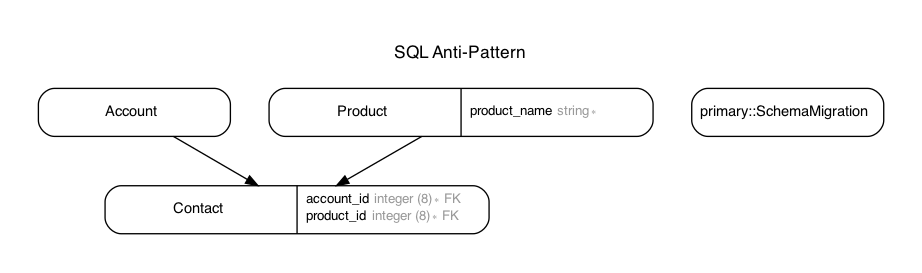 SQL Anti-Pattern
Account
Product
product_name string ∗
primary::SchemaMigration
Contact
account_id integer (8) ∗ FK
product_id integer (8) ∗ FK